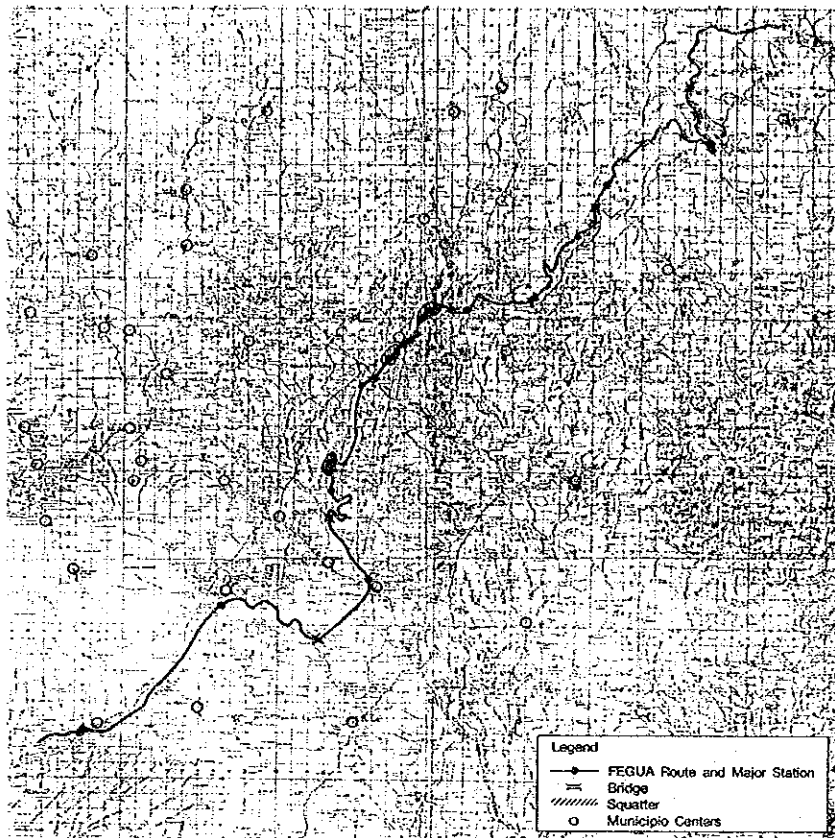 Legend
FEGUA Route and Major Station
Bridge
Squatter
Municipio Centers